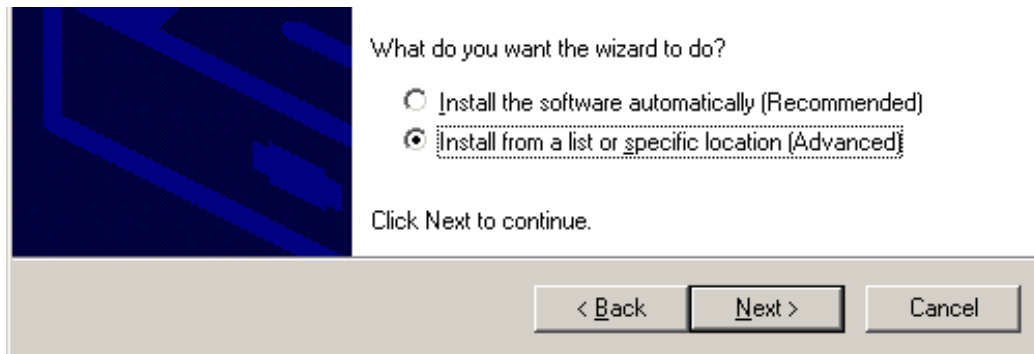 What do you want the wizard to do?
Install the software automatically (Recommended)
Install from a list or specific location (Advanced)
Click Next to continue.
< Back Next > Cancel